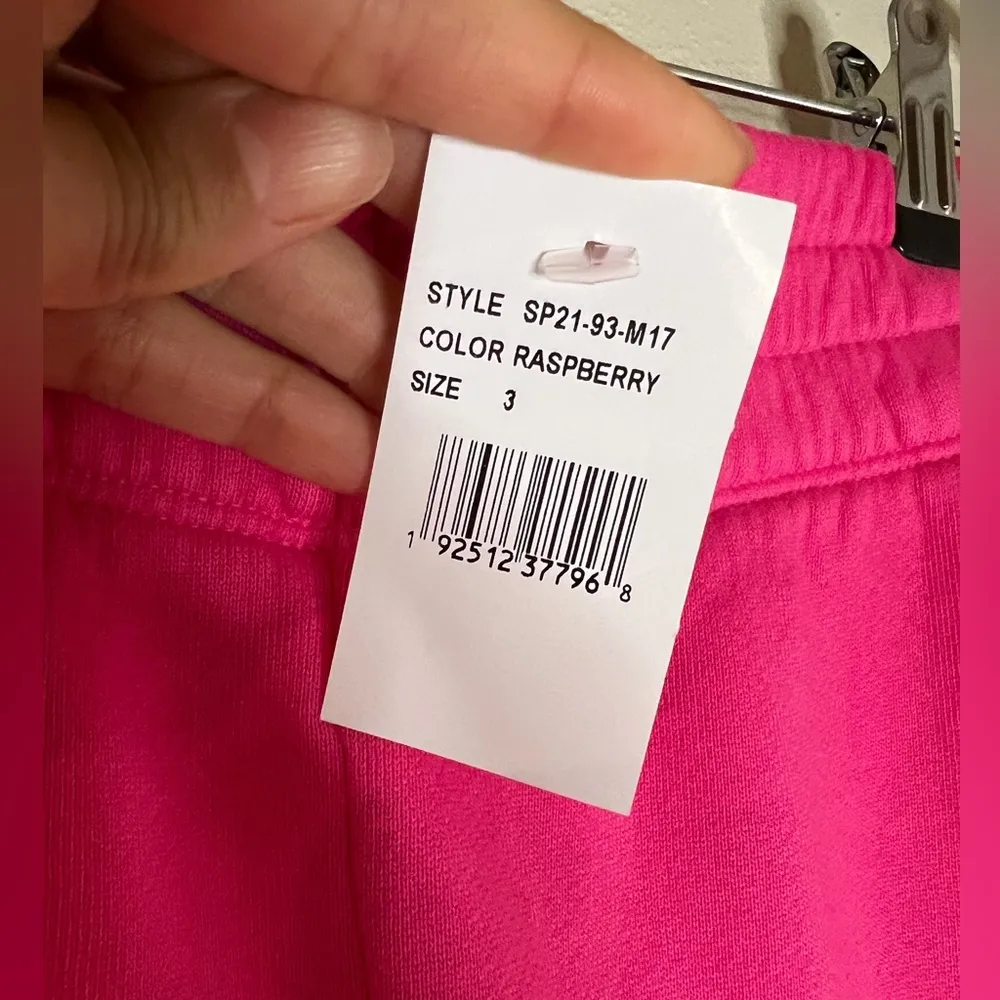 STYLE SP21-93-M17
COLOR RASPBERRY
SIZE 3
1 92512 37796 8